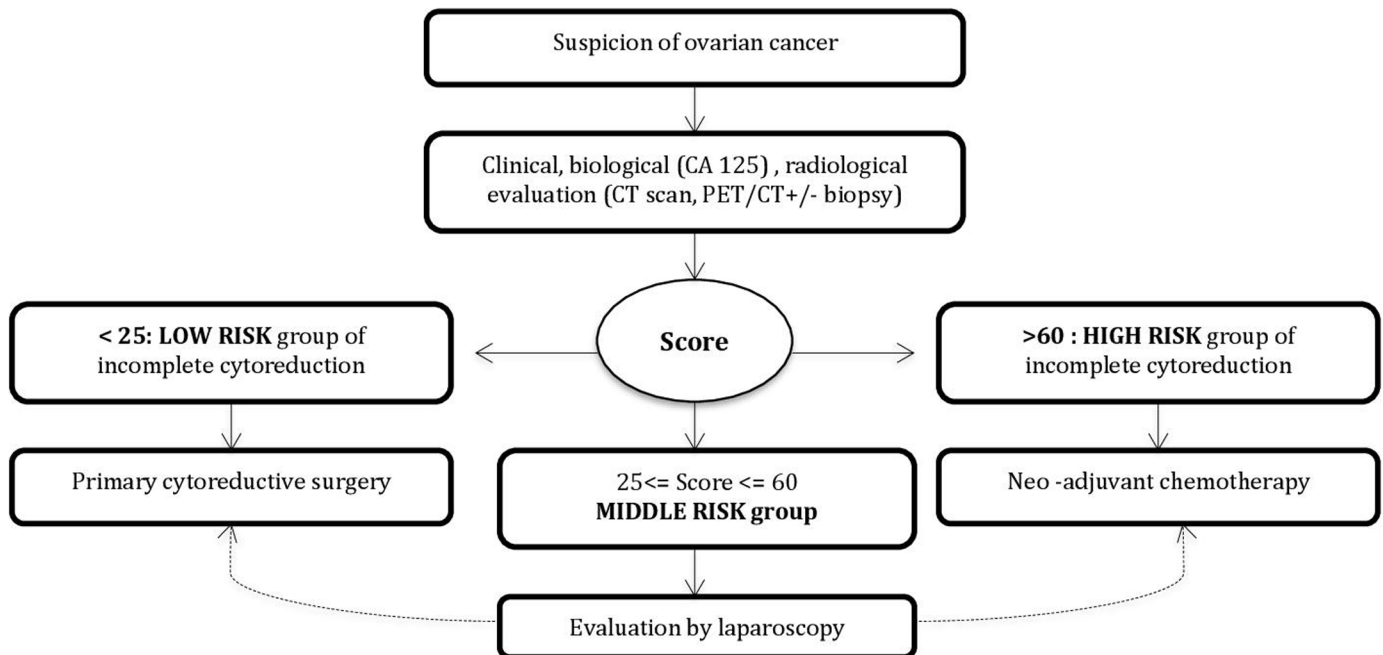 Suspicion of ovarian cancer
Clinical, biological (CA 125) , radiological
evaluation (CT scan, PET/CT+/- biopsy)
Score
< 25: LOW RISK group of
incomplete cytoreduction
>60 : HIGH RISK group of
incomplete cytoreduction
Primary cytoreductive surgery
25<= Score <= 60
MIDDLE RISK group
Neo -adjuvant chemotherapy
Evaluation by laparoscopy